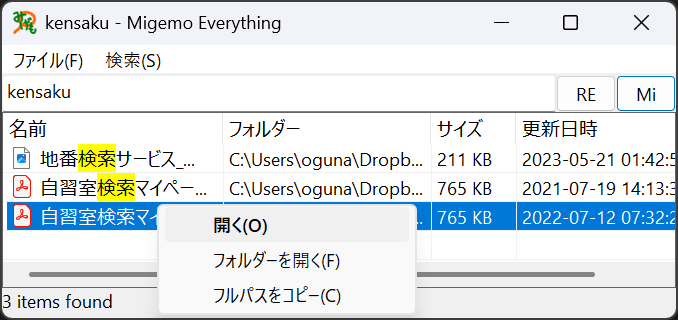 kensaku - Migemo Everything
ファイル(F) 検索(S)
kensaku RE Mi
名前 フォルダー サイズ 更新日時
地番検索サービス_... C:\Users\oguna\Dropb... 211 KB 2023-05-21 01:42:5
自習室検索マイペー... C:\Users\oguna\Dropb... 765 KB 2021-07-19 14:13:3
自習室検索マイ 765 KB 2022-07-12 07:32:2
開く(O)
フォルダーを開く(F)
フルパスをコピー(C)
3 items found